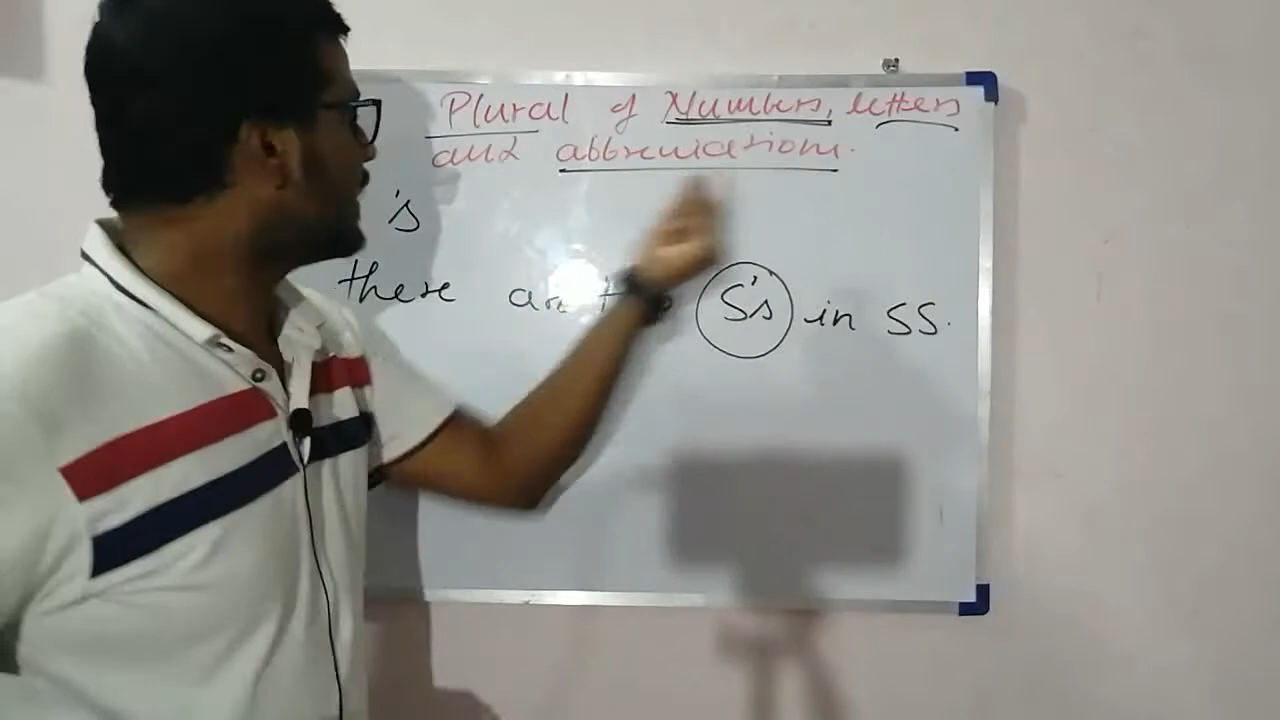 Plural of Numbers, letters
and abbreviations.
's
there are S's in SS.